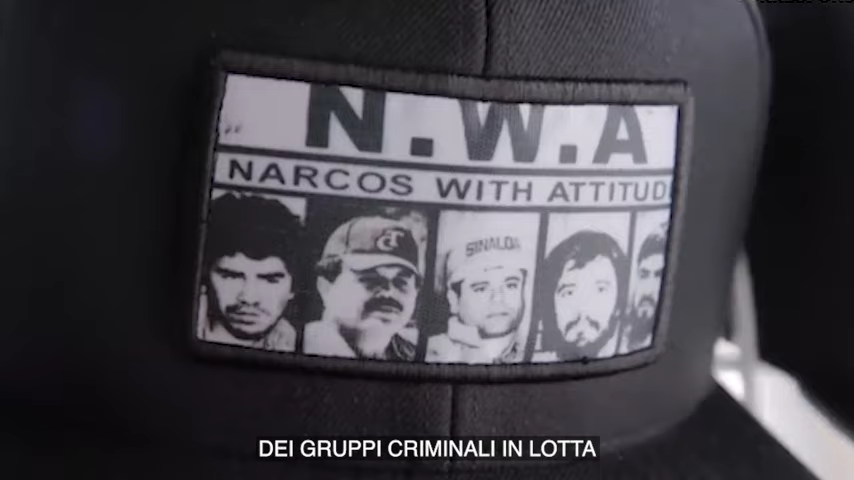 N.W.A
NARCOS WITH ATTITUD
SINALOA
DEI GRUPPI CRIMINALI IN LOTTA